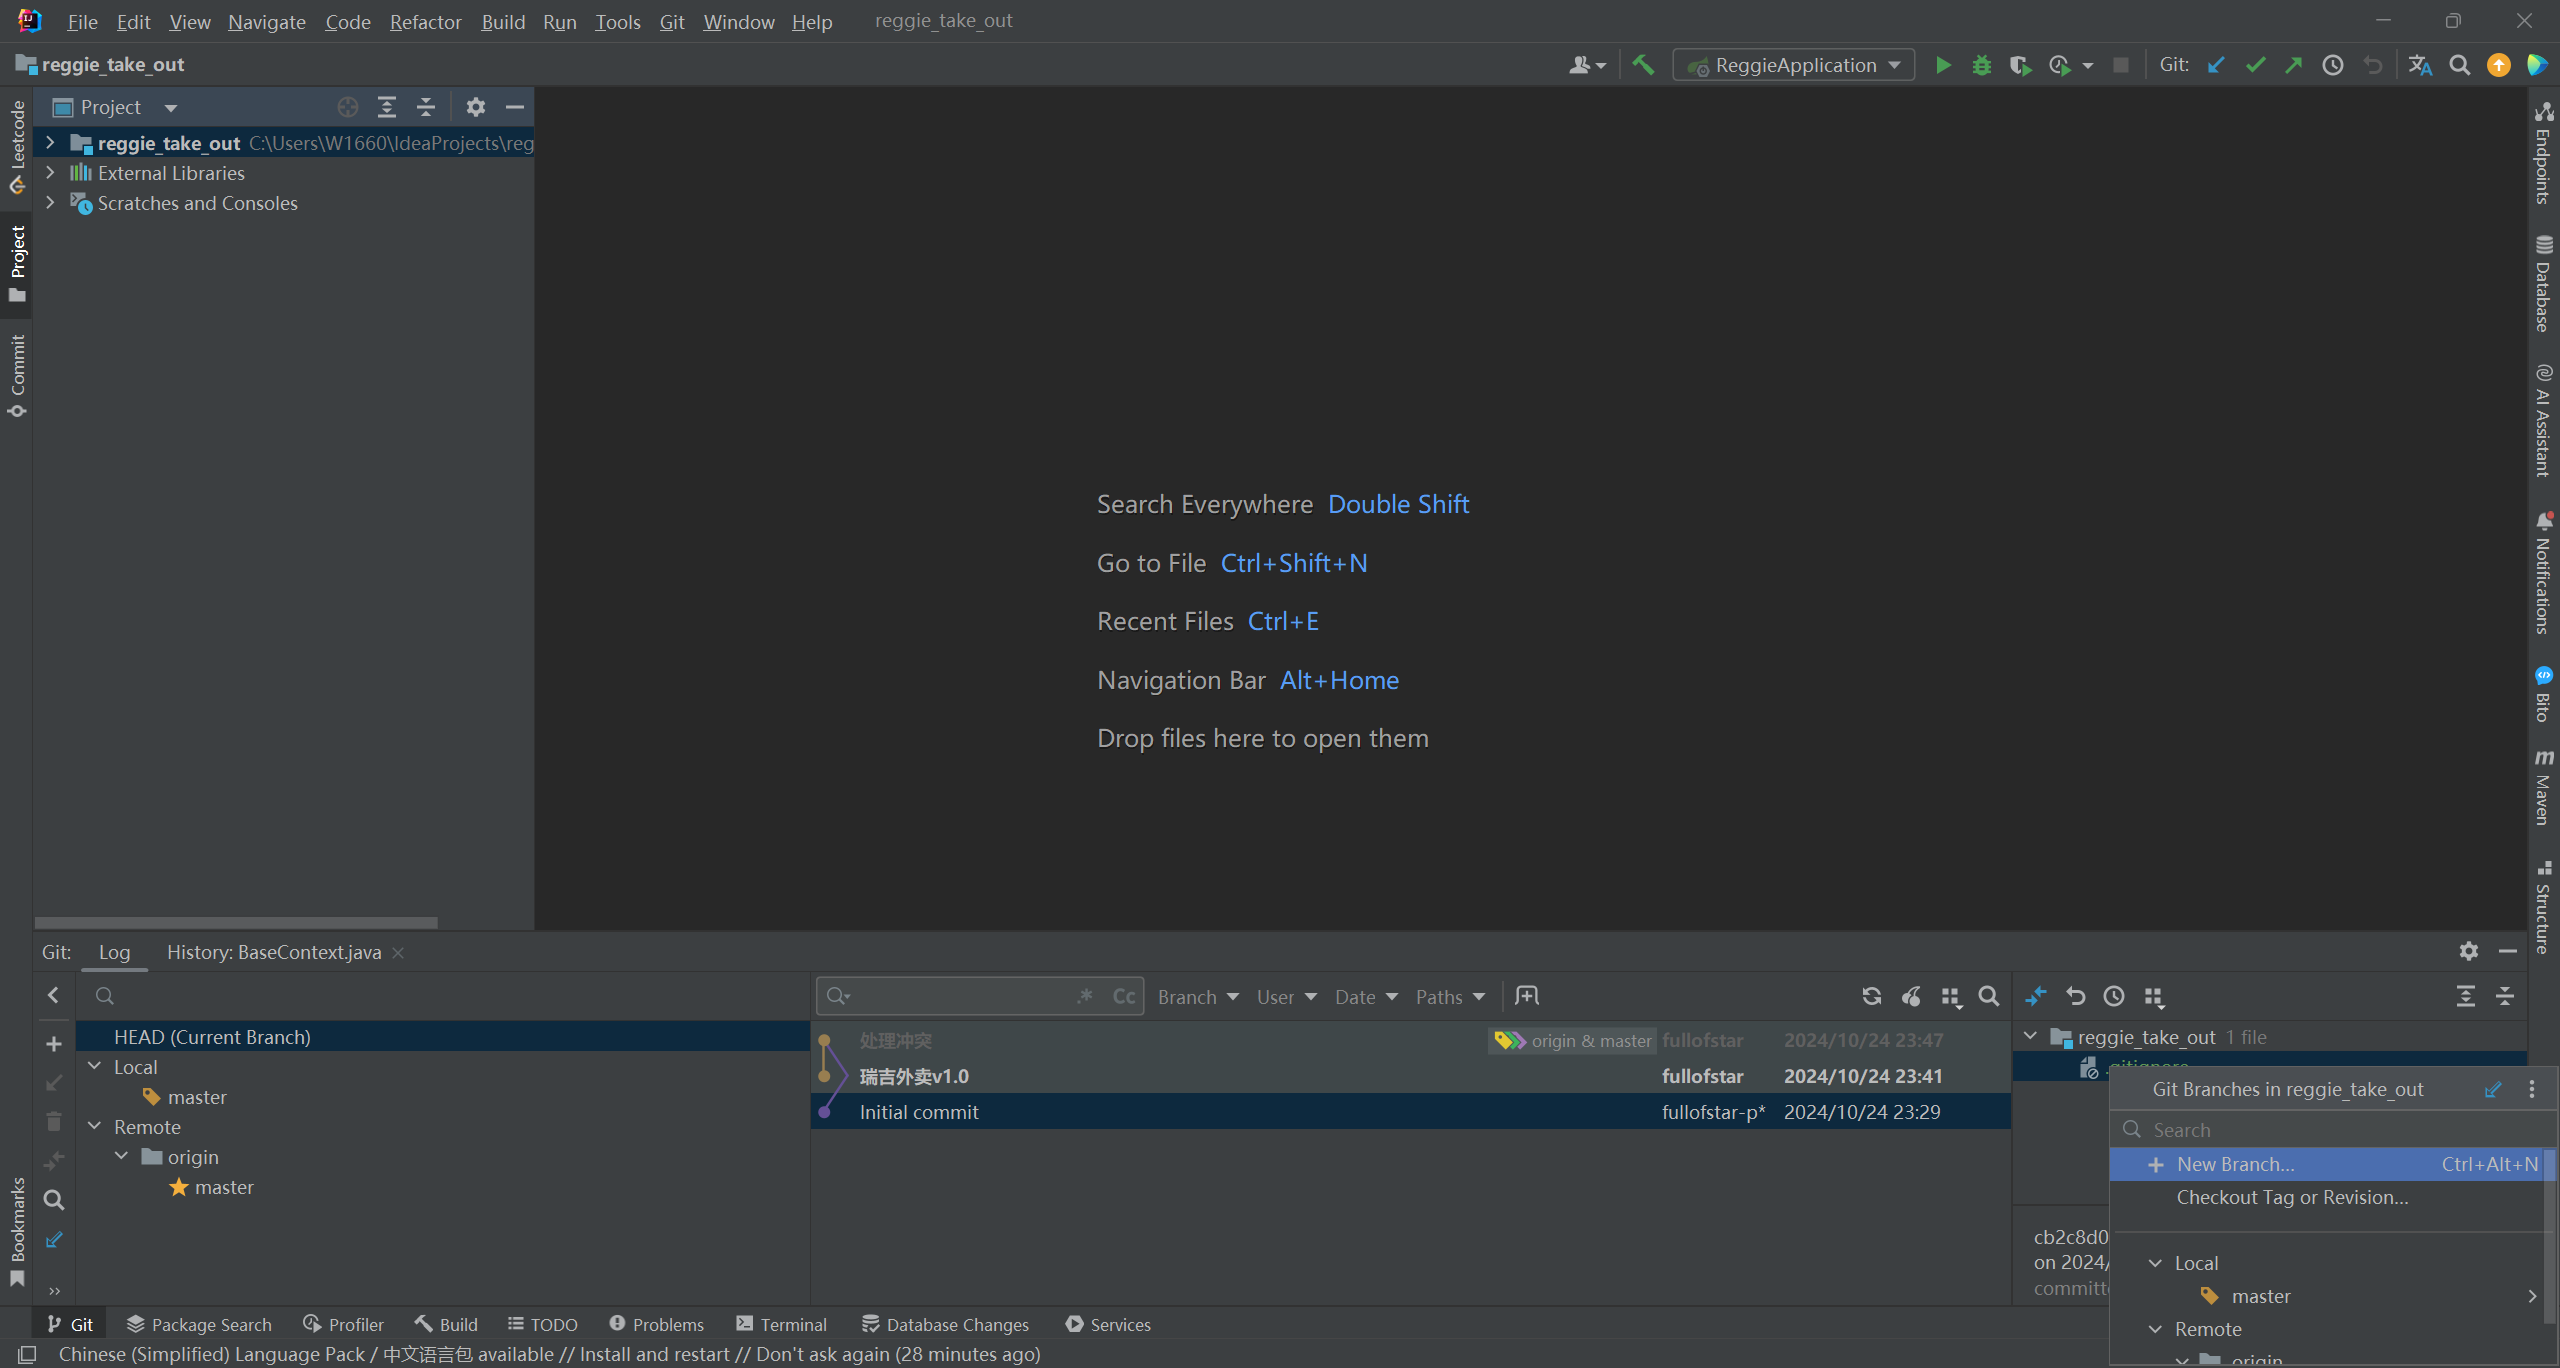 File Edit View Navigate Code Refactor Build Run Tools Git Window Help reggie_take_out
reggie_take_out
ReggieApplication
Git:
Project
reggie_take_out C:\Users\W1660\IdeaProjects\reg
External Libraries
Scratches and Consoles
Leetcode
Project
Commit
Bookmarks
Search Everywhere Double Shift
Go to File Ctrl+Shift+N
Recent Files Ctrl+E
Navigation Bar Alt+Home
Drop files here to open them
Endpoints
Database
AI Assistant
Notifications
Bito
Maven
Structure
Git: Log History: BaseContext.java
HEAD (Current Branch)
Local
master
Remote
origin
master
.* Cc Branch User Date Paths
处理冲突 origin & master fullofstar 2024/10/24 23:47
瑞吉外卖v1.0 fullofstar 2024/10/24 23:41
Initial commit fullofstar-p* 2024/10/24 23:29
reggie_take_out 1 file
cb2c8d0
on 2024/
committ
Git Branches in reggie_take_out
Search
New Branch... Ctrl+Alt+N
Checkout Tag or Revision...
Local
master
Remote
origin
Git Package Search Profiler Build TODO Problems Terminal Database Changes Services
Chinese (Simplified) Language Pack / 中文语言包 available // Install and restart // Don't ask again (28 minutes ago)